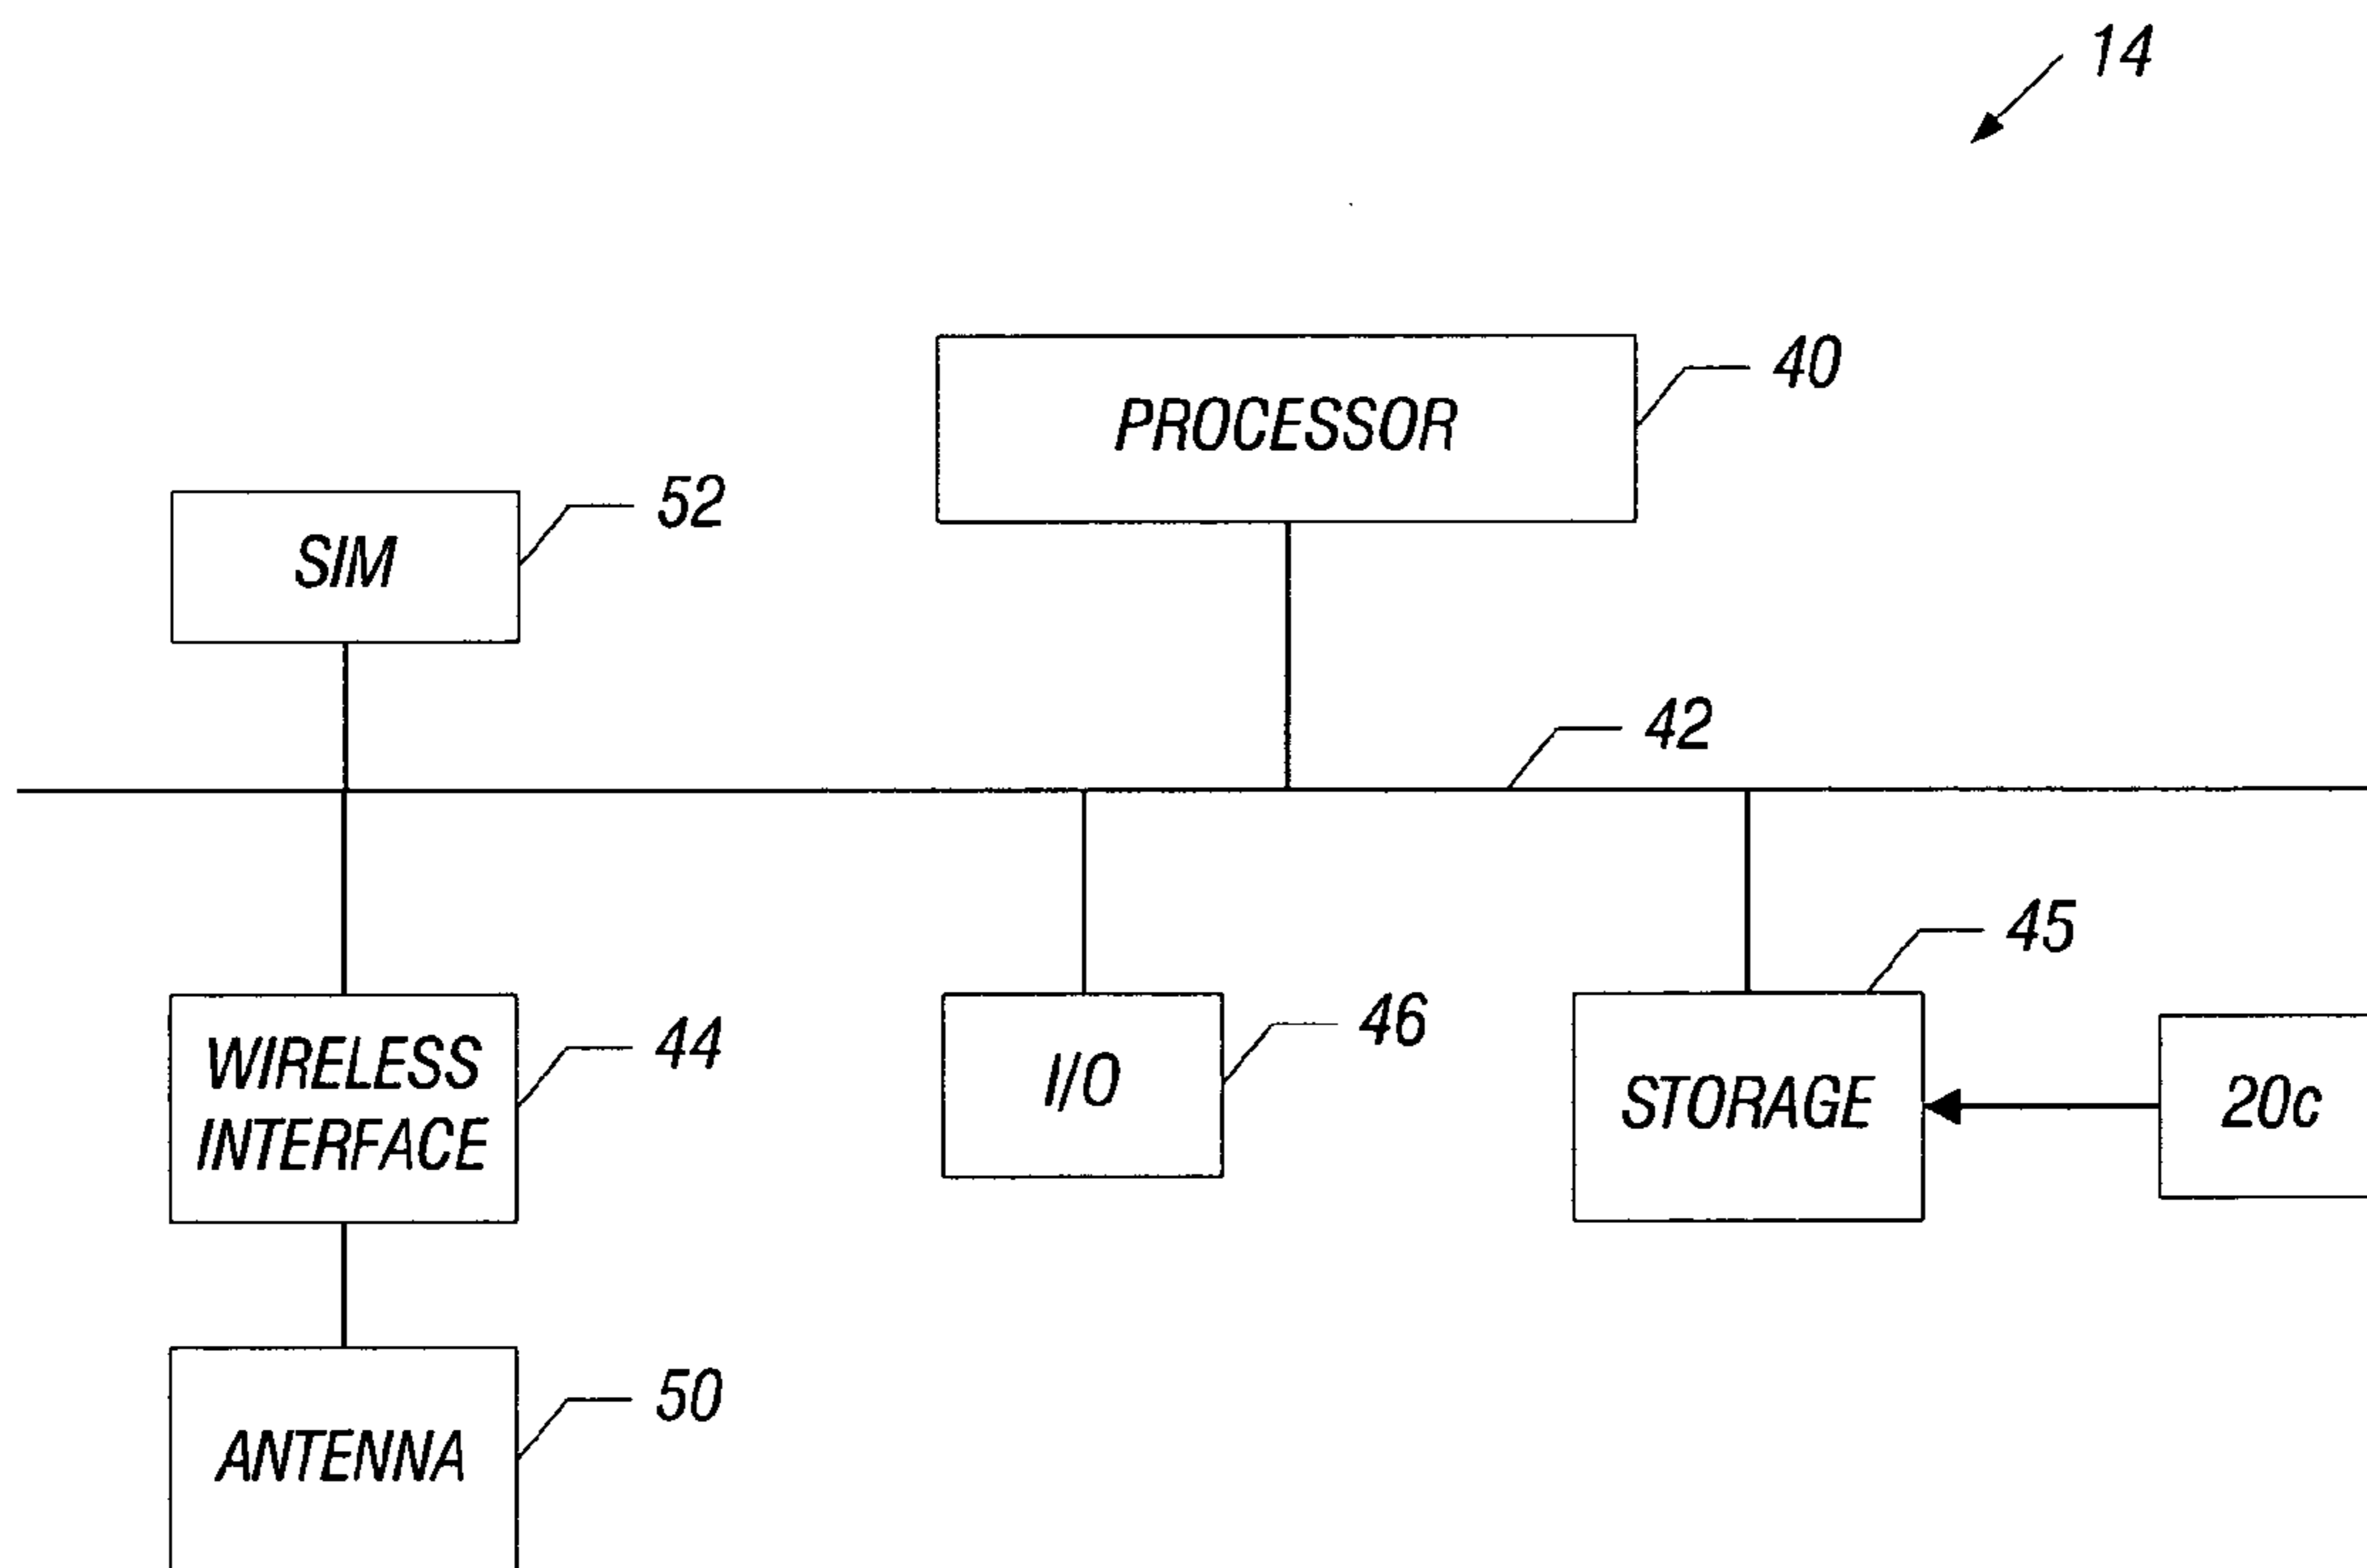 14
40
PROCESSOR
52
SIM
42
45
46
44
WIRELESS
INTERFACE
I/O
STORAGE
20c
50
ANTENNA